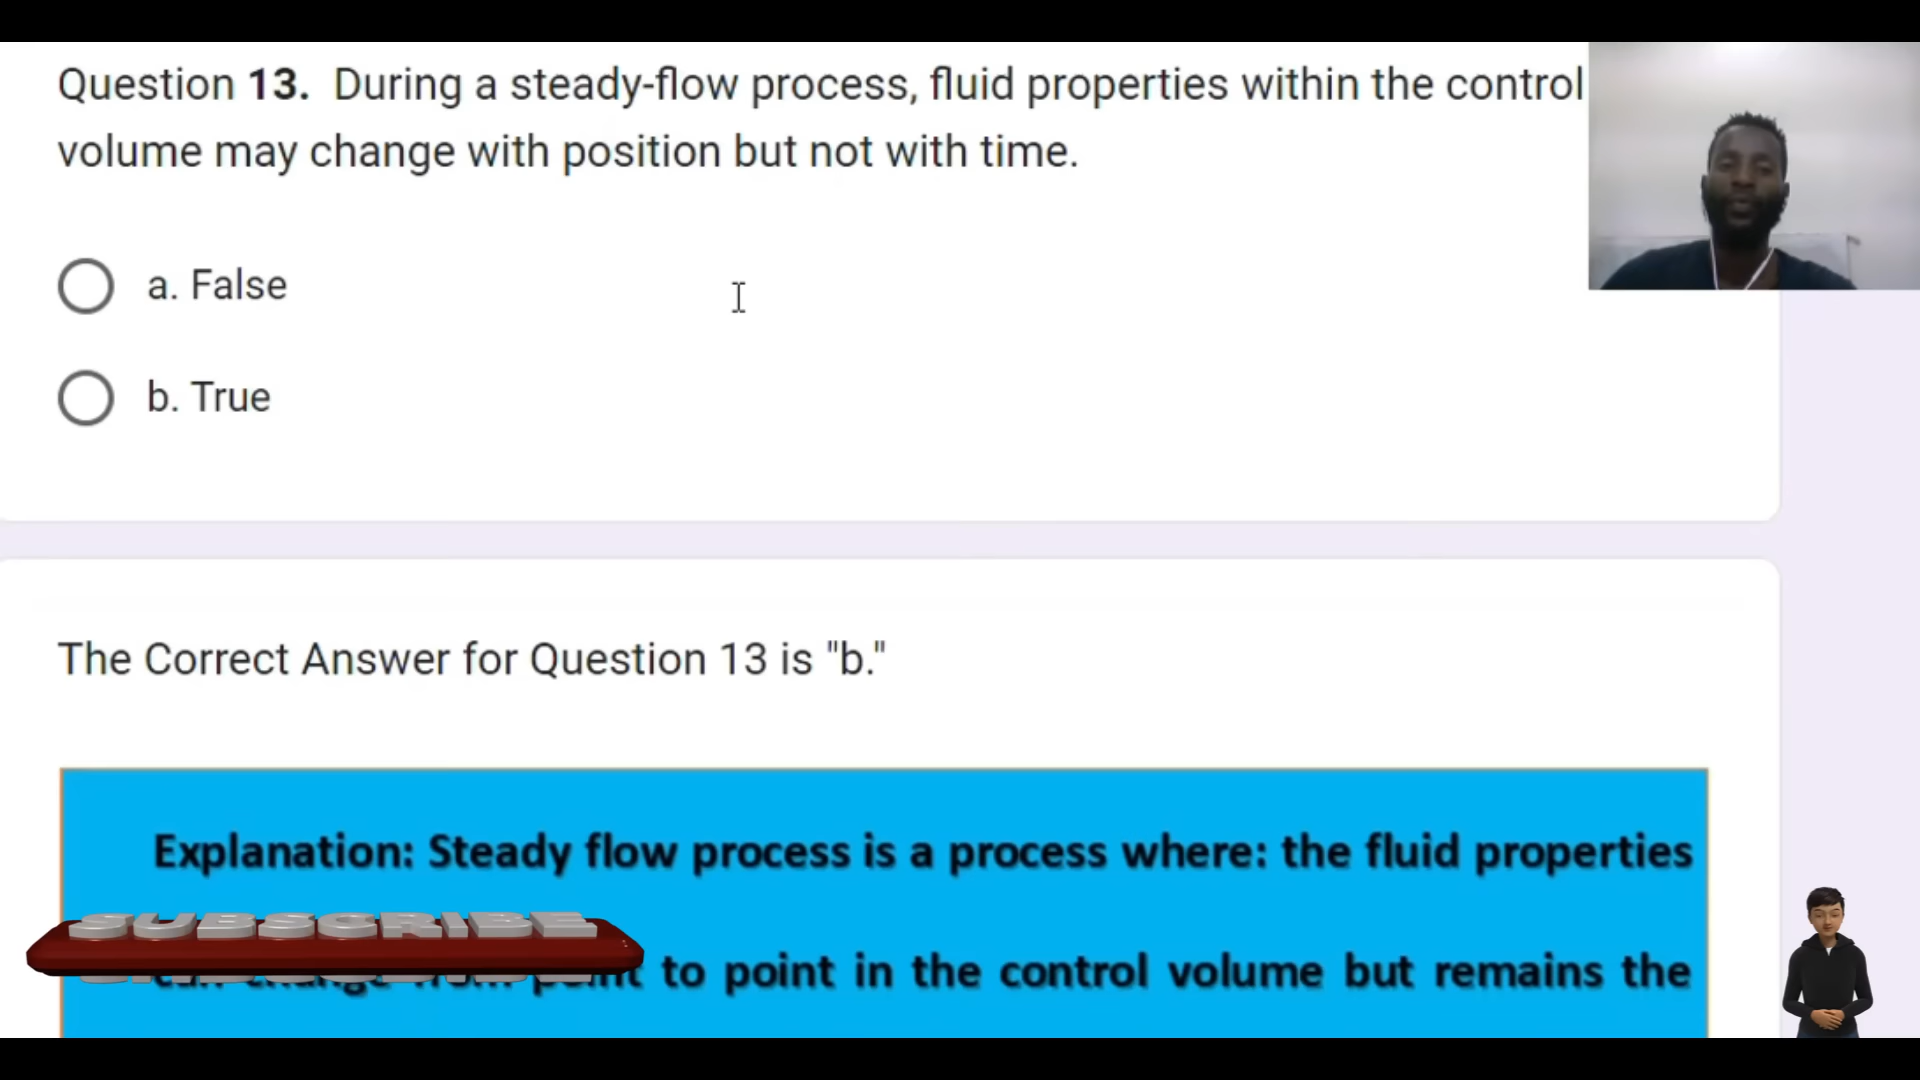 Question 13. During a steady-flow process, fluid properties within the control
volume may change with position but not with time.
a. False
b. True
The Correct Answer for Question 13 is "b."
Explanation: Steady flow process is a process where: the fluid properties
SUBSCRIBE
to point in the control volume but remains the